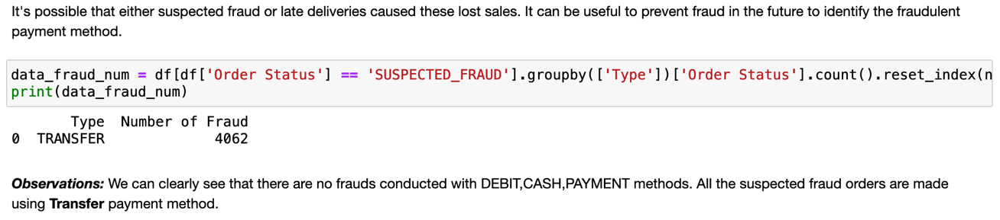 It's possible that either suspected fraud or late deliveries caused these lost sales. It can be useful to prevent fraud in the future to identify the fraudulent
payment method.
data_fraud_num = df[df['Order Status'] == 'SUSPECTED_FRAUD'].groupby(['Type'])['Order Status'].count().reset_index(n
print(data_fraud_num)
Type Number of Fraud
0 TRANSFER 4062
Observations: We can clearly see that there are no frauds conducted with DEBIT,CASH,PAYMENT methods. All the suspected fraud orders are made
using Transfer payment method.